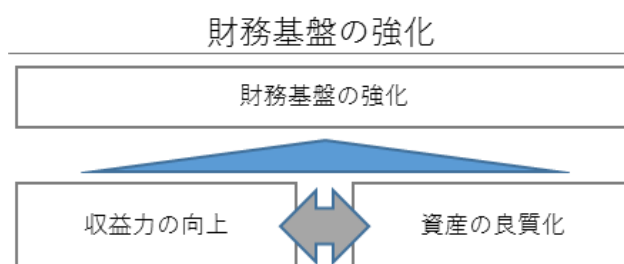 財務基盤の強化
財務基盤の強化
収益力の向上
資産の良質化